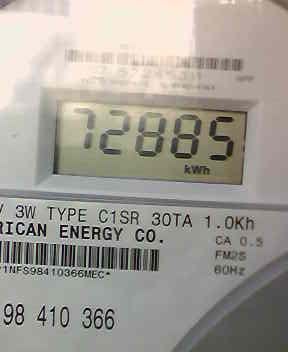 72885
kWh
V 3W TYPE C1SR 30TA 1.0Kh
RICAN ENERGY CO.
CA 0.5
FM2S
60Hz
1NFS98410366MEC*
98 410 366